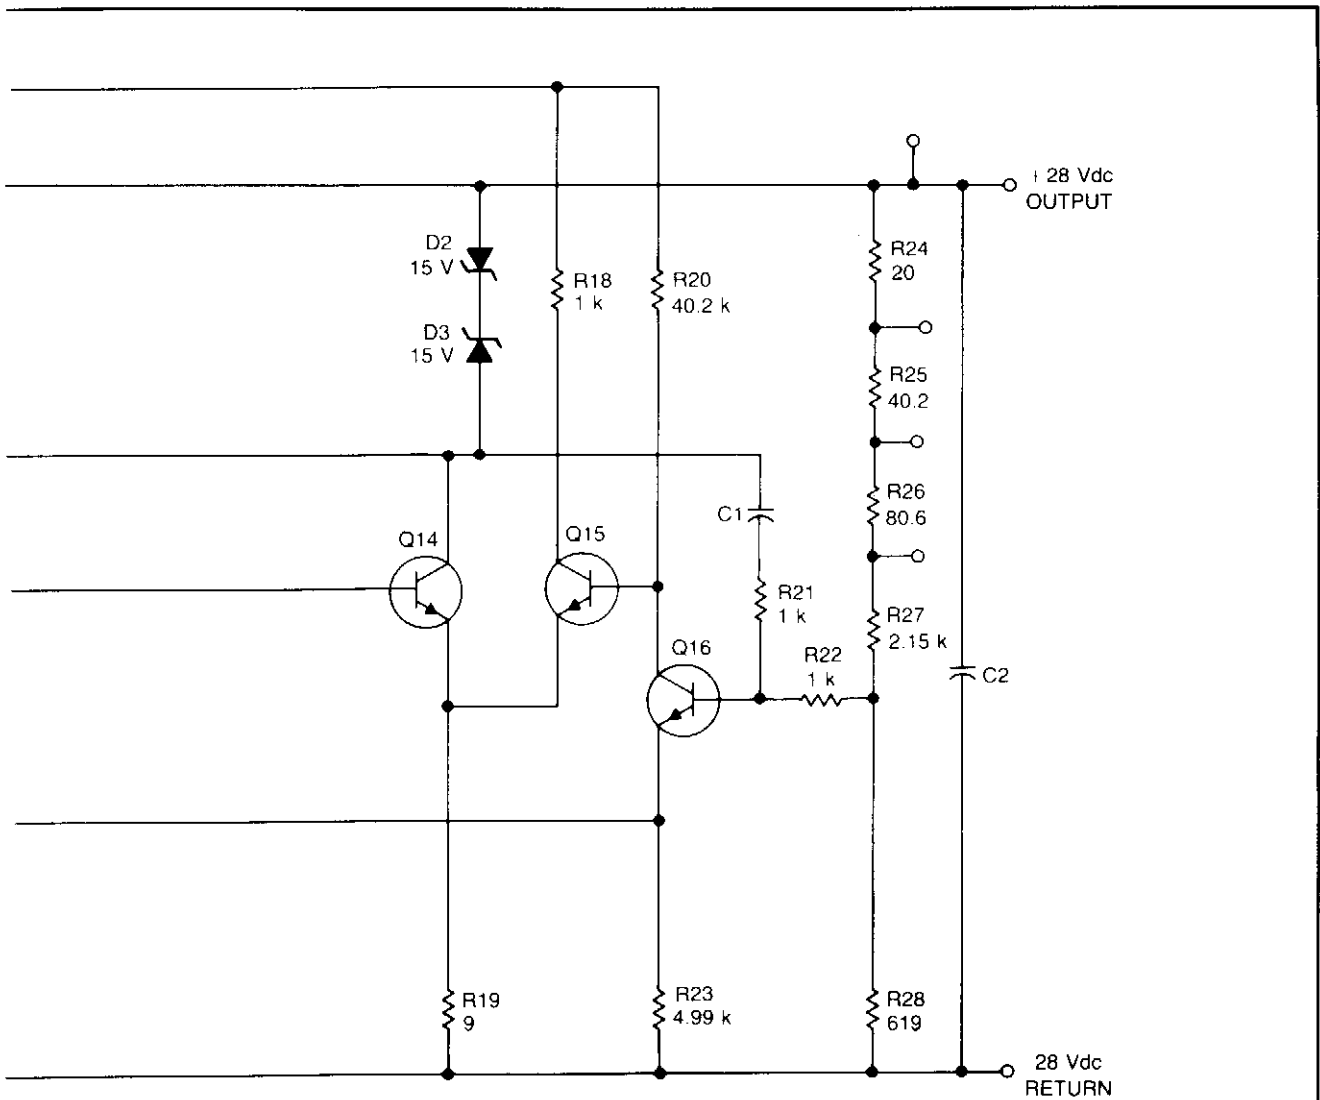 + 28 Vdc
OUTPUT
D2
15 V
R18
1 k
R20
40.2 k
R24
20
D3
15 V
R25
40.2
C1
R26
80.6
Q14
Q15
R21
1 k
R27
2.15 k
Q16
R22
1 k
C2
R19
9
R23
4.99 k
R28
619
28 Vdc
RETURN